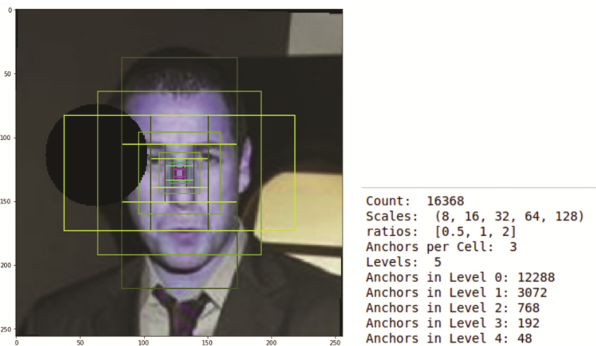 0
50
100
150
200
250
0 50 100 150 200 250
Count: 16368
Scales: (8, 16, 32, 64, 128)
ratios: [0.5, 1, 2]
Anchors per Cell: 3
Levels: 5
Anchors in Level 0: 12288
Anchors in Level 1: 3072
Anchors in Level 2: 768
Anchors in Level 3: 192
Anchors in Level 4: 48